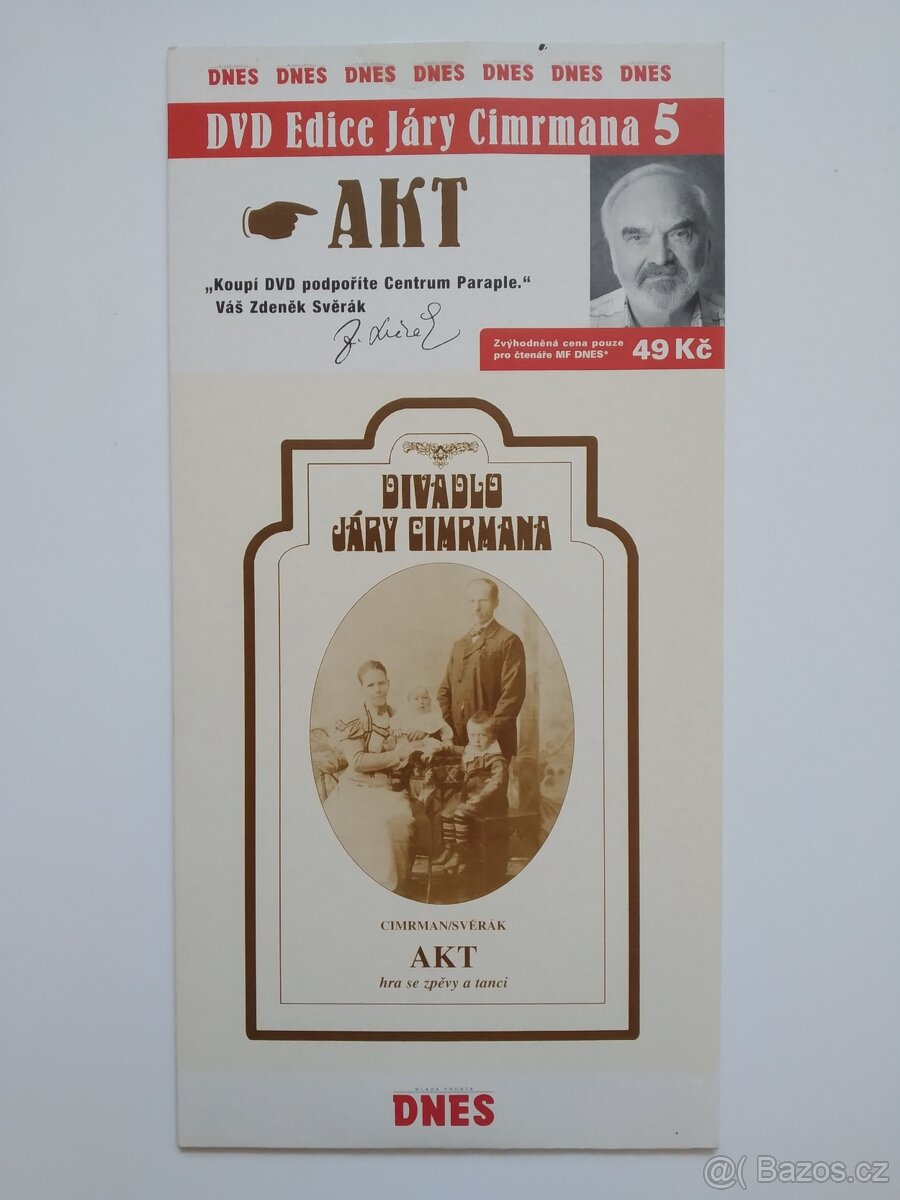 DNES DNES DNES DNES DNES DNES DNES
DVD Edice Járy Cimrmana 5
AKT
„Koupí DVD podpoříte Centrum Paraple.“
Váš Zdeněk Svěrák
Z. Svěrák
Zvýhodněná cena pouze
pro čtenáře MF DNES*
49 Kč
DIVADLO
JÁRY CIMRMANA
CIMRMAN/SVĚRÁK
AKT
hra se zpěvy a tanci
MLADÁ FRONTA
DNES
@( Bazos.cz